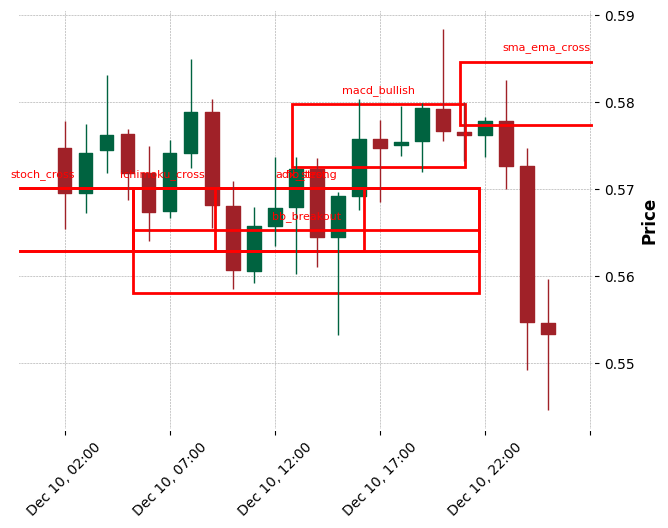 0.59
sma_ema_cross
macd_bullish
0.58
stoch_cross
ichimoku_cross
0.57
bb_breakout
0.56
0.55
Price
Dec 10, 02:00
Dec 10, 07:00
Dec 10, 12:00
Dec 10, 17:00
Dec 10, 22:00